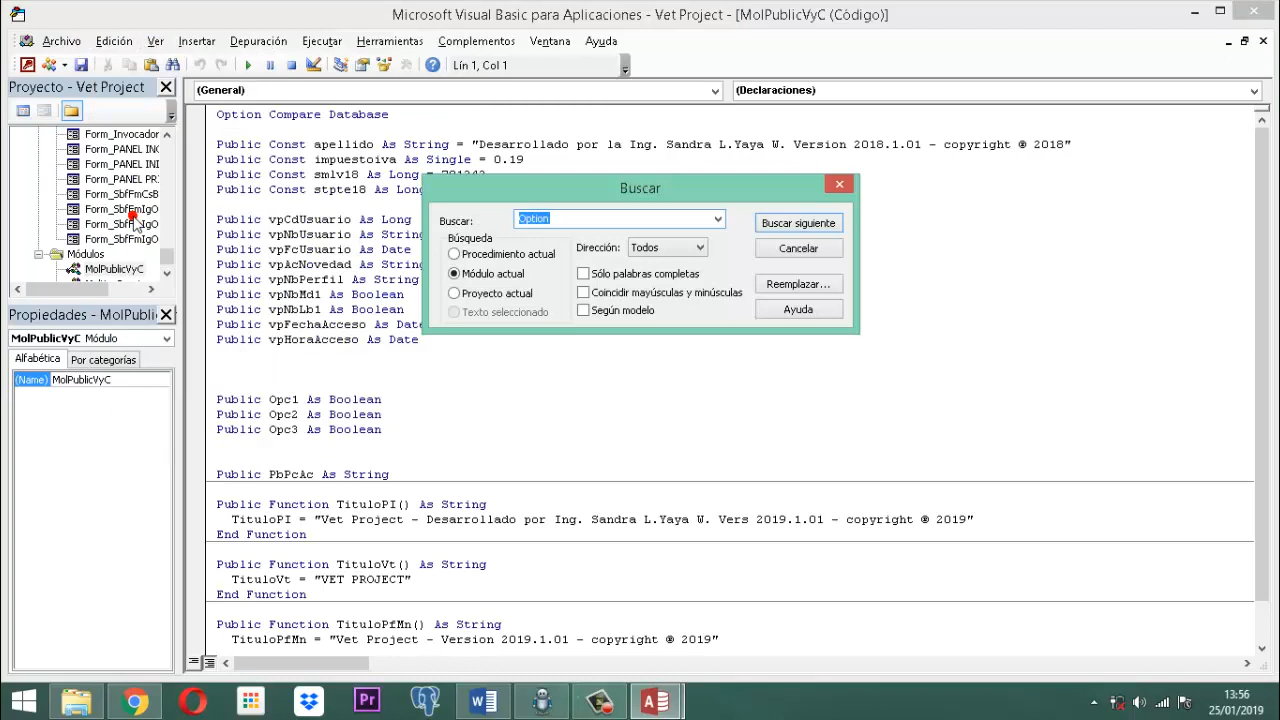 Microsoft Visual Basic para Aplicaciones - Vet Project - [MolPublicVyC (Código)]
Archivo Edición Ver Insertar Depuración Ejecutar Herramientas Complementos Ventana Ayuda
Lín 1, Col 1
Proyecto - Vet Project
(General)
(Declaraciones)
Form_Invocador
Form_PANEL INC
Form_PANEL INI
Form_PANEL PR
Form_SbfFmCsB
Form_SbfFmIgO
Form_SbfFmIgO
Form_SbfFmIgO
Módulos
MolPublicVyC
Propiedades - MolPublic
MolPublicVyC Módulo
Alfabética
Por categorías
(Name) MolPublicVyC
Option Compare Database
Public Const apellido As String = "Desarrollado por la Ing. Sandra L.Yaya W. Version 2018.1.01 - copyright ® 2018"
Public Const impuestoiva As Single = 0.19
Public Const smlv18 As Long =
Public Const stpte18 As Long
Public vpCdUsuario As Long
Public vpNbUsuario As String
Public vpFcUsuario As Date
Public vpAcNovedad As String
Public vpNbPerfil As String
Public vpNbMd1 As Boolean
Public vpNbLb1 As Boolean
Public vpFechaAcceso As Date
Public vpHoraAcceso As Date
Public Opc1 As Boolean
Public Opc2 As Boolean
Public Opc3 As Boolean
Public PbPcAc As String
Public Function TituloPI() As String
TituloPI = "Vet Project - Desarrollado por Ing. Sandra L.Yaya W. Vers 2019.1.01 - copyright ® 2019"
End Function
Public Function TituloVt() As String
TituloVt = "VET PROJECT"
End Function
Public Function TituloPfMn() As String
TituloPfMn = "Vet Project - Version 2019.1.01 - copyright ® 2019"
Buscar
Buscar: Option
Buscar siguiente
Búsqueda
Procedimiento actual
Módulo actual
Proyecto actual
Texto seleccionado
Dirección: Todos
Sólo palabras completas
Coincidir mayúsculas y minúsculas
Según modelo
Cancelar
Reemplazar...
Ayuda
Pr
13:56
25/01/2019